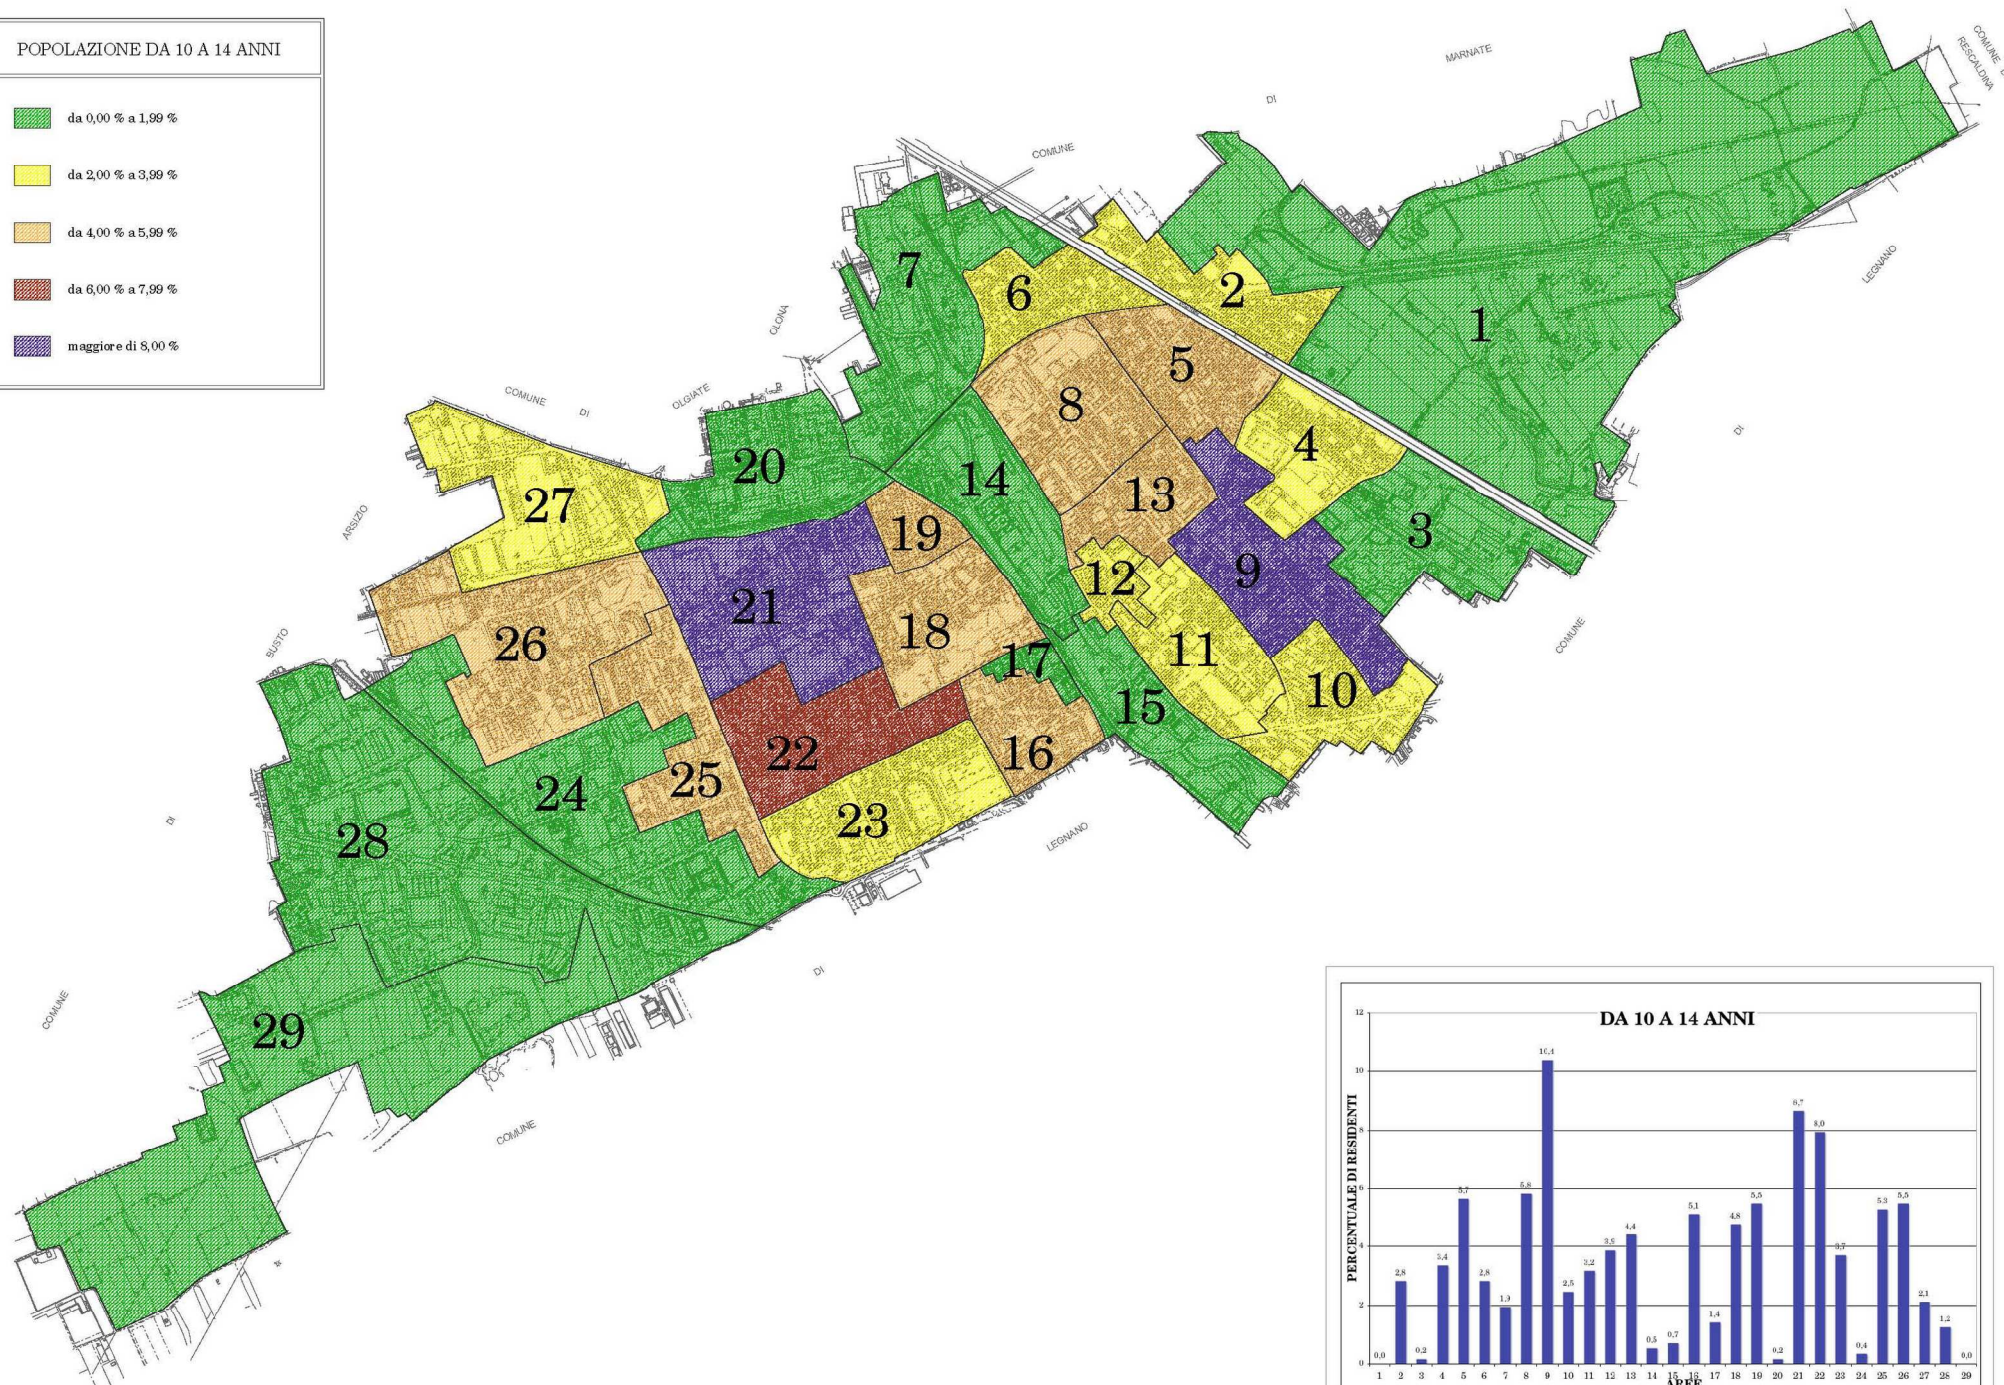 POPOLAZIONE DA 10 A 14 ANNI
da 0,00 % a 1,99 %
da 2,00 % a 3,99 %
da 4,00 % a 5,99 %
da 6,00 % a 7,99 %
maggiore di 8,00 %
COMUNE DI MARNATE
COMUNE
RESCALDINA
COMUNE DI OLGIATE OLONA
COMUNE DI LEGNANO
COMUNE DI BUSTO ARSIZIO
COMUNE DI LEGNANO
1
2
3
4
5
6
7
8
9
10
11
12
13
14
15
16
17
18
19
20
21
22
23
24
25
26
27
28
29
DA 10 A 14 ANNI
PERCENTUALE DI RESIDENTI
12
10
8
6
4
2
0
0,0 2,8 0,2 3,4 5,7 2,8 1,9 5,8 10,4 2,5 3,2 3,9 4,4 0,5 0,7 5,1 1,4 4,8 5,5 0,2 8,7 8,0 3,7 0,4 5,3 5,5 2,1 1,2 0,0
1 2 3 4 5 6 7 8 9 10 11 12 13 14 15 16 17 18 19 20 21 22 23 24 25 26 27 28 29
AREE